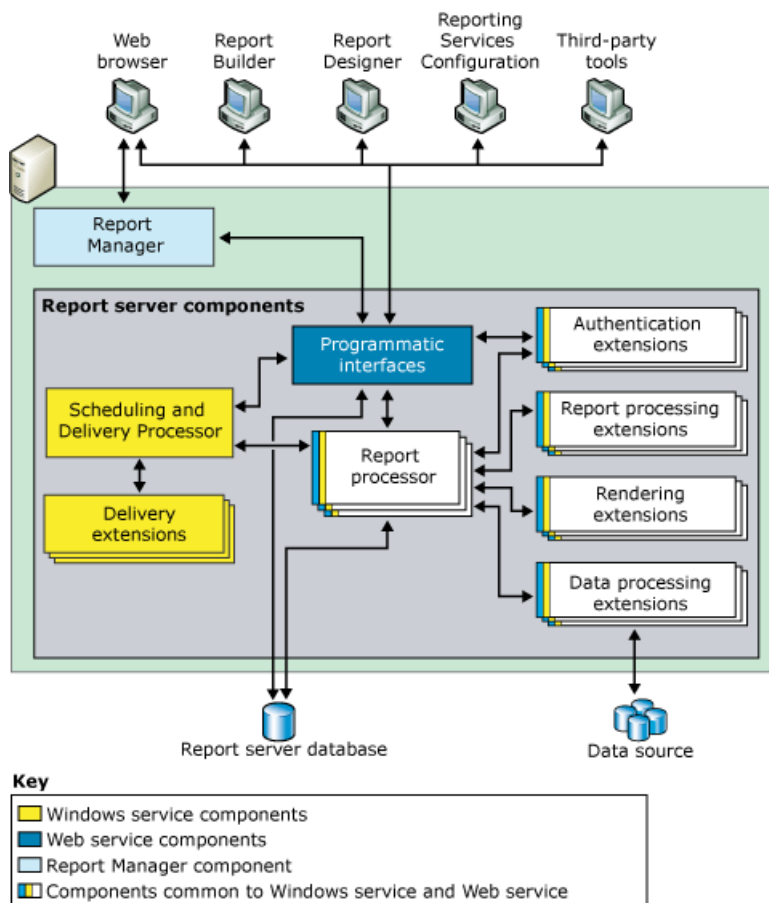 Web
browser
Report
Builder
Report
Designer
Reporting
Services
Configuration
Third-party
tools
Report
Manager
Report server components
Programmatic
interfaces
Authentication
extensions
Scheduling and
Delivery Processor
Report processing
extensions
Report
processor
Delivery
extensions
Rendering
extensions
Data processing
extensions
Report server database
Data source
Key
Windows service components
Web service components
Report Manager component
Components common to Windows service and Web service